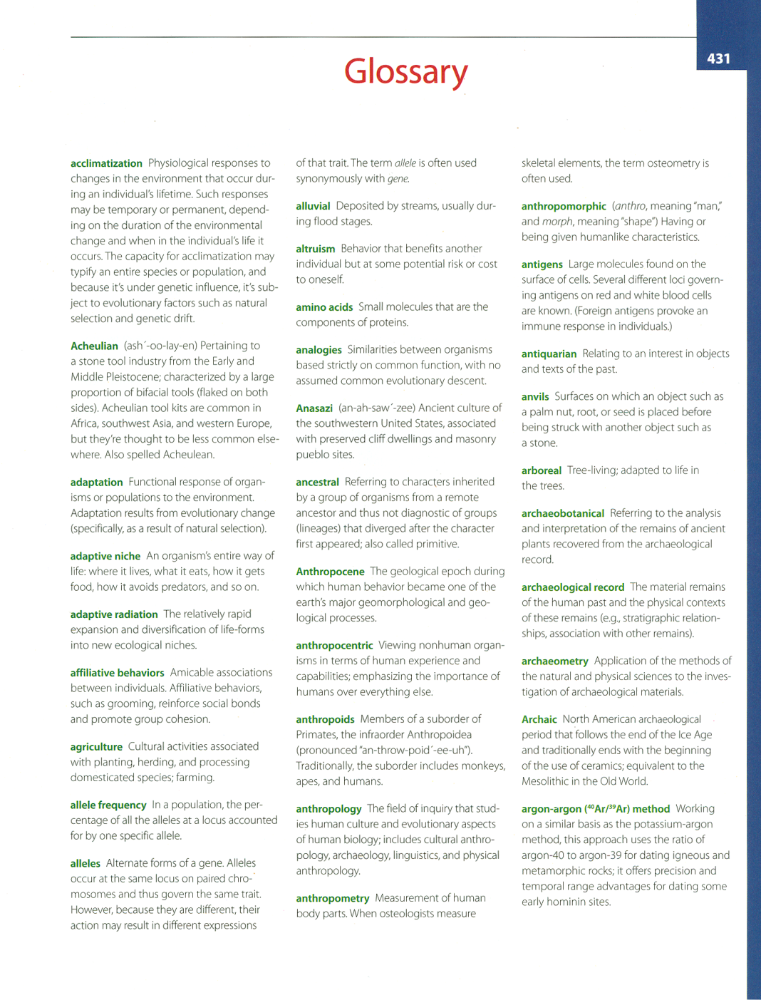 431
Glossary
acclimatization Physiological responses to
changes in the environment that occur dur-
ing an individual's lifetime. Such responses
may be temporary or permanent, depend-
ing on the duration of the environmental
change and when in the individual's life it
occurs. The capacity for acclimatization may
typify an entire species or population, and
because it's under genetic influence, it's sub-
ject to evolutionary factors such as natural
selection and genetic drift.
Acheulian (ash´-oo-lay-en) Pertaining to
a stone tool industry from the Early and
Middle Pleistocene; characterized by a large
proportion of bifacial tools (flaked on both
sides). Acheulian tool kits are common in
Africa, southwest Asia, and western Europe,
but they're thought to be less common else-
where. Also spelled Acheulean.
adaptation Functional response of organ-
isms or populations to the environment.
Adaptation results from evolutionary change
(specifically, as a result of natural selection).
adaptive niche An organism's entire way of
life: where it lives, what it eats, how it gets
food, how it avoids predators, and so on.
adaptive radiation The relatively rapid
expansion and diversification of life-forms
into new ecological niches.
affiliative behaviors Amicable associations
between individuals. Affiliative behaviors,
such as grooming, reinforce social bonds
and promote group cohesion.
agriculture Cultural activities associated
with planting, herding, and processing
domesticated species; farming.
allele frequency In a population, the per-
centage of all the alleles at a locus accounted
for by one specific allele.
alleles Alternate forms of a gene. Alleles
occur at the same locus on paired chro-
mosomes and thus govern the same trait.
However, because they are different, their
action may result in different expressions
of that trait. The term allele is often used
synonymously with gene.
alluvial Deposited by streams, usually dur-
ing flood stages.
altruism Behavior that benefits another
individual but at some potential risk or cost
to oneself.
amino acids Small molecules that are the
components of proteins.
analogies Similarities between organisms
based strictly on common function, with no
assumed common evolutionary descent.
Anasazi (an-ah-saw´-zee) Ancient culture of
the southwestern United States, associated
with preserved cliff dwellings and masonry
pueblo sites.
ancestral Referring to characters inherited
by a group of organisms from a remote
ancestor and thus not diagnostic of groups
(lineages) that diverged after the character
first appeared; also called primitive.
Anthropocene The geological epoch during
which human behavior became one of the
earth's major geomorphological and geo-
logical processes.
anthropocentric Viewing nonhuman organ-
isms in terms of human experience and
capabilities; emphasizing the importance of
humans over everything else.
anthropoids Members of a suborder of
Primates, the infraorder Anthropoidea
(pronounced "an-throw-poid´-ee-uh").
Traditionally, the suborder includes monkeys,
apes, and humans.
anthropology The field of inquiry that stud-
ies human culture and evolutionary aspects
of human biology; includes cultural anthro-
pology, archaeology, linguistics, and physical
anthropology.
anthropometry Measurement of human
body parts. When osteologists measure
skeletal elements, the term osteometry is
often used.
anthropomorphic (anthro, meaning "man,"
and morph, meaning "shape") Having or
being given humanlike characteristics.
antigens Large molecules found on the
surface of cells. Several different loci govern-
ing antigens on red and white blood cells
are known. (Foreign antigens provoke an
immune response in individuals.)
antiquarian Relating to an interest in objects
and texts of the past.
anvils Surfaces on which an object such as
a palm nut, root, or seed is placed before
being struck with another object such as
a stone.
arboreal Tree-living; adapted to life in
the trees.
archaeobotanical Referring to the analysis
and interpretation of the remains of ancient
plants recovered from the archaeological
record.
archaeological record The material remains
of the human past and the physical contexts
of these remains (e.g., stratigraphic relation-
ships, association with other remains).
archaeometry Application of the methods of
the natural and physical sciences to the inves-
tigation of archaeological materials.
Archaic North American archaeological
period that follows the end of the Ice Age
and traditionally ends with the beginning
of the use of ceramics; equivalent to the
Mesolithic in the Old World.
argon-argon (⁴⁰Ar/³⁹Ar) method Working
on a similar basis as the potassium-argon
method, this approach uses the ratio of
argon-40 to argon-39 for dating igneous and
metamorphic rocks; it offers precision and
temporal range advantages for dating some
early hominin sites.